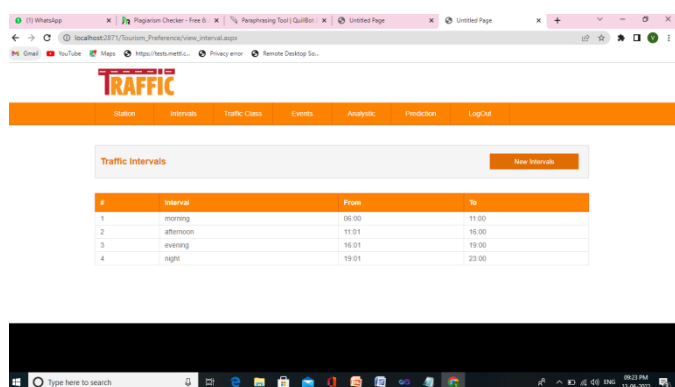 (1) WhatsApp
Plagiarism Checker - Free &
Paraphrasing Tool | QuillBot
Untitled Page
Untitled Page
localhost:2871/Tourism_Preference/view_interval.aspx
Gmail YouTube Maps https://tests.mettl.c... Privacy error Remote Desktop So...
TRAFFIC
Station Intervals Traffic Class Events Analystic Prediction LogOut
Traffic Intervals
New Intervals
# Interval From To
1 morning 06:00 11:00
2 afternoon 11:01 16:00
3 evening 16:01 19:00
4 night 19:01 23:00
Type here to search
ENG
09:23 PM